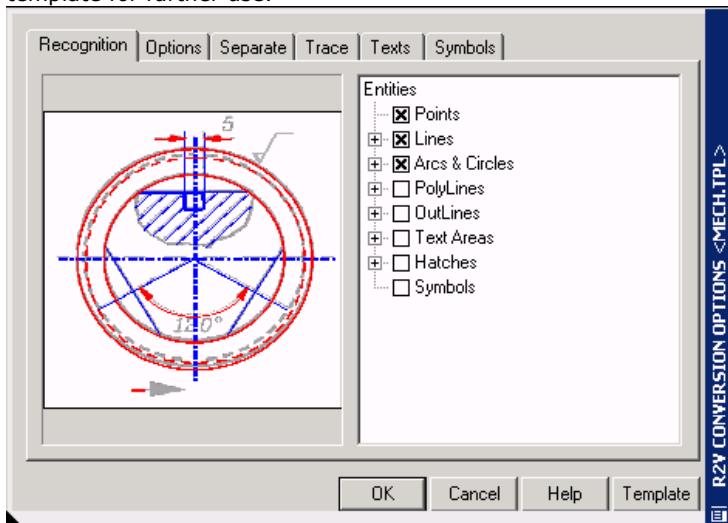 template for further use.
Recognition Options Separate Trace Texts Symbols
5
120°
Entities
Points
Lines
Arcs & Circles
PolyLines
OutLines
Text Areas
Hatches
Symbols
OK Cancel Help Template
R2V CONVERSION OPTIONS <MECH.TPL>